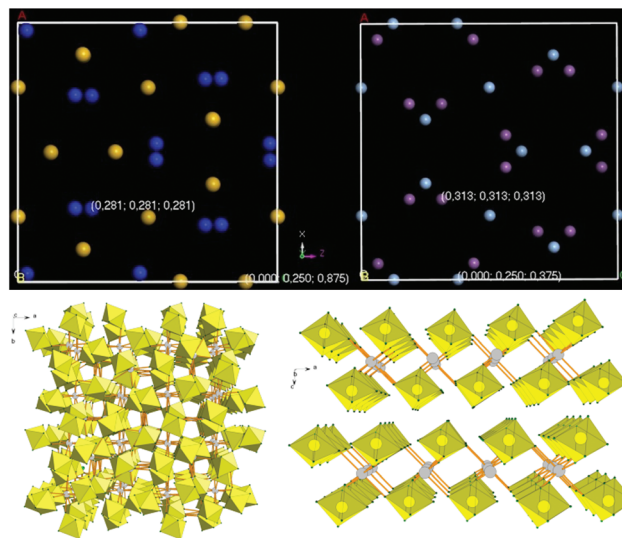 A
A
(0,281; 0,281; 0,281)
(0,313; 0,313; 0,313)
X
Z
B
(0,000; 0,250; 0,875)
B
(0,000; 0,250; 0,375)
c
a
b
b
a
c